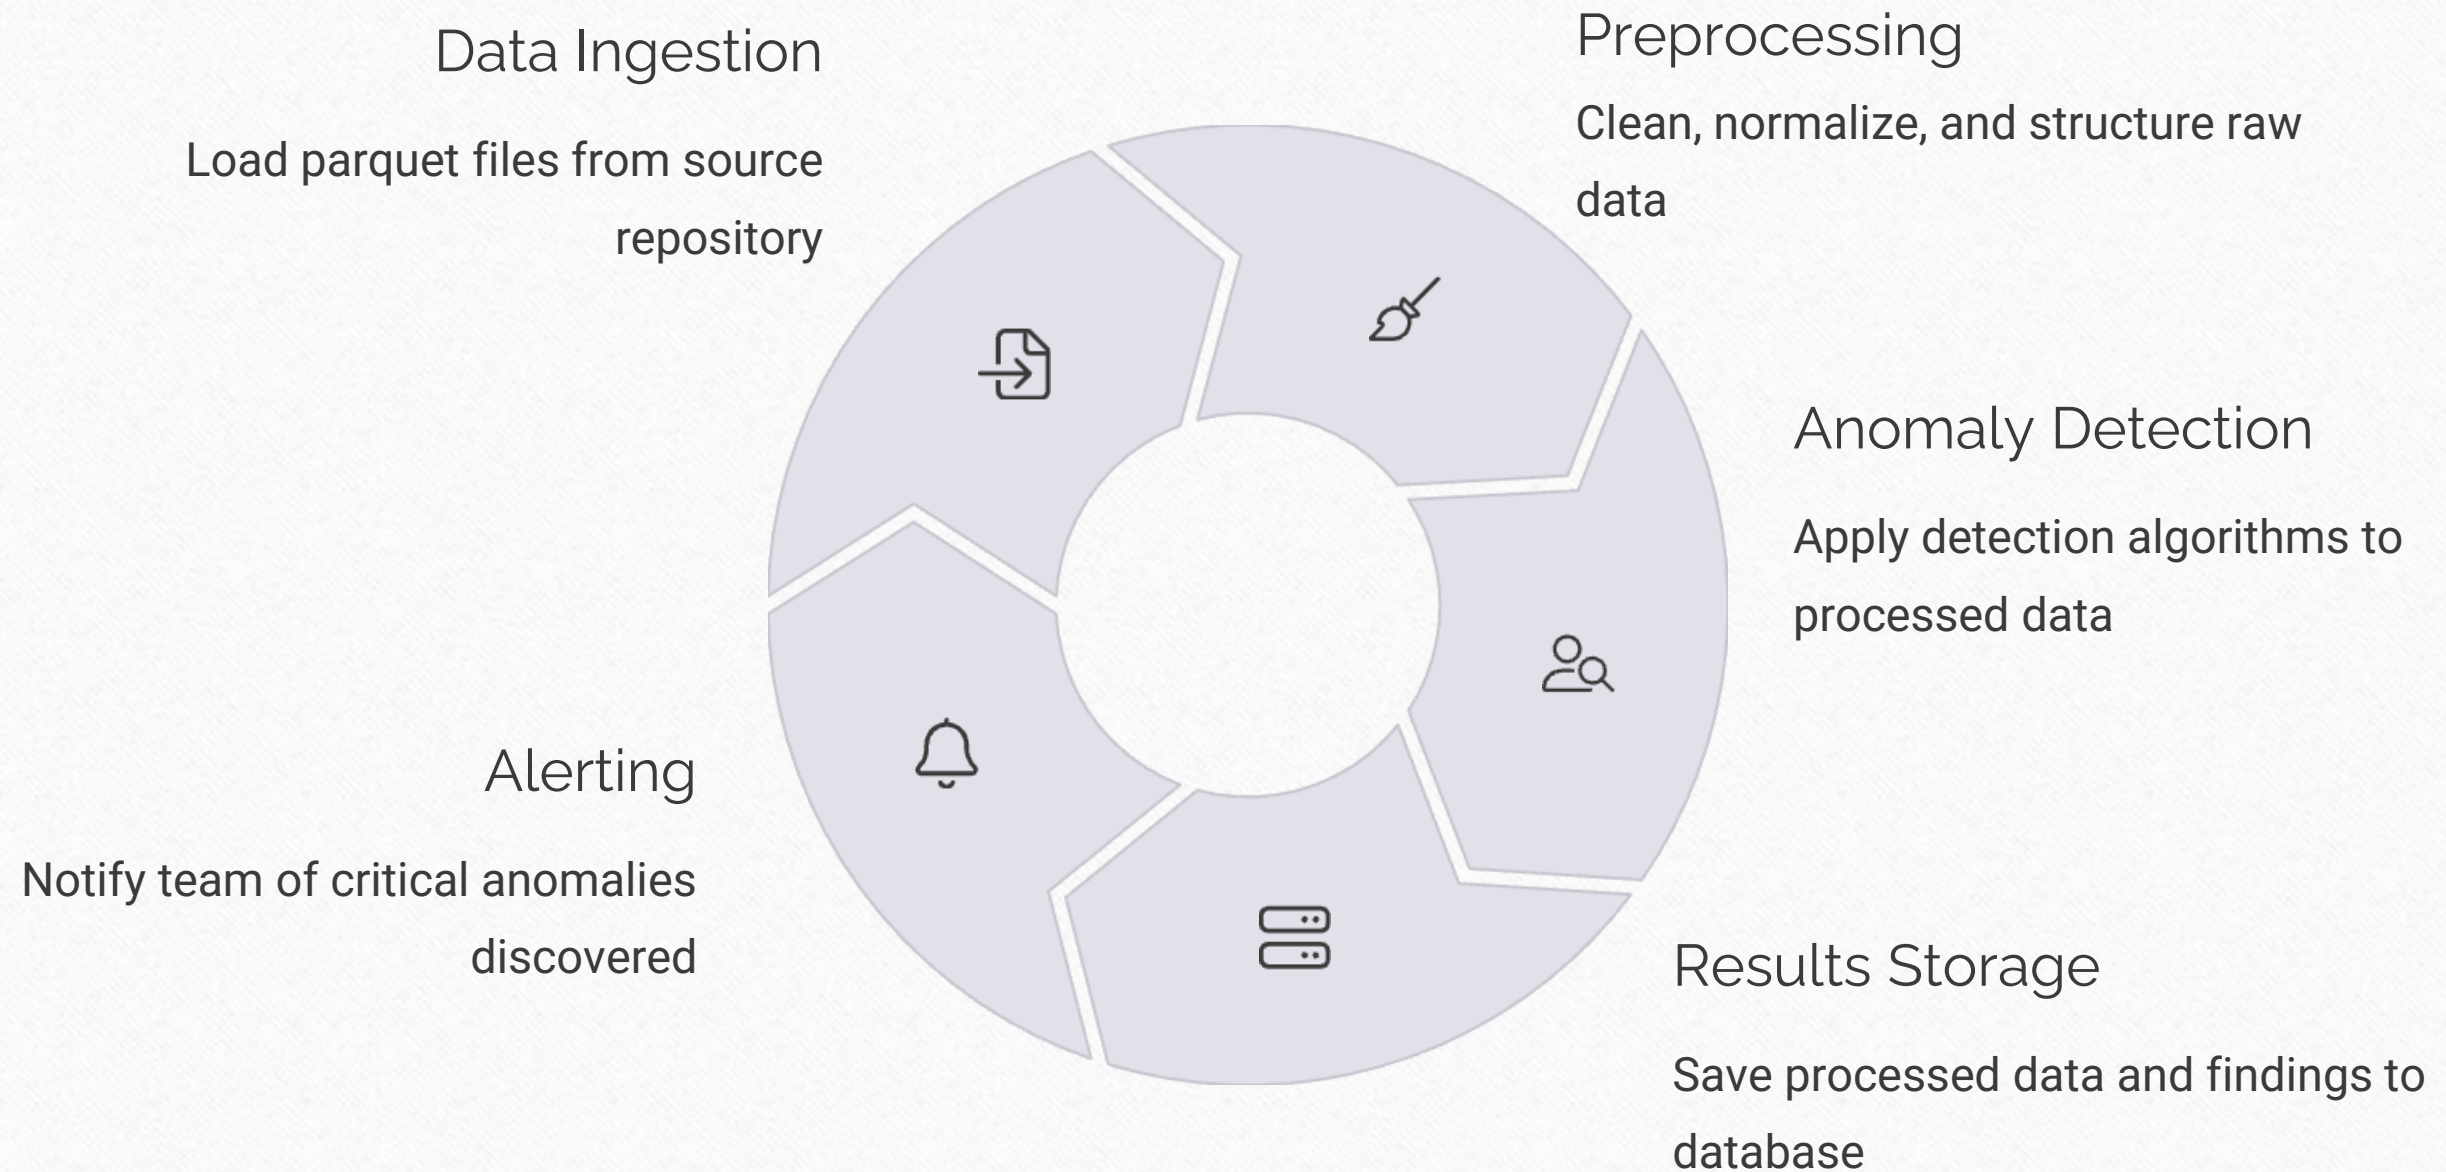 Data Ingestion
Load parquet files from source
repository
Preprocessing
Clean, normalize, and structure raw
data
Anomaly Detection
Apply detection algorithms to
processed data
Results Storage
Save processed data and findings to
database
Alerting
Notify team of critical anomalies
discovered